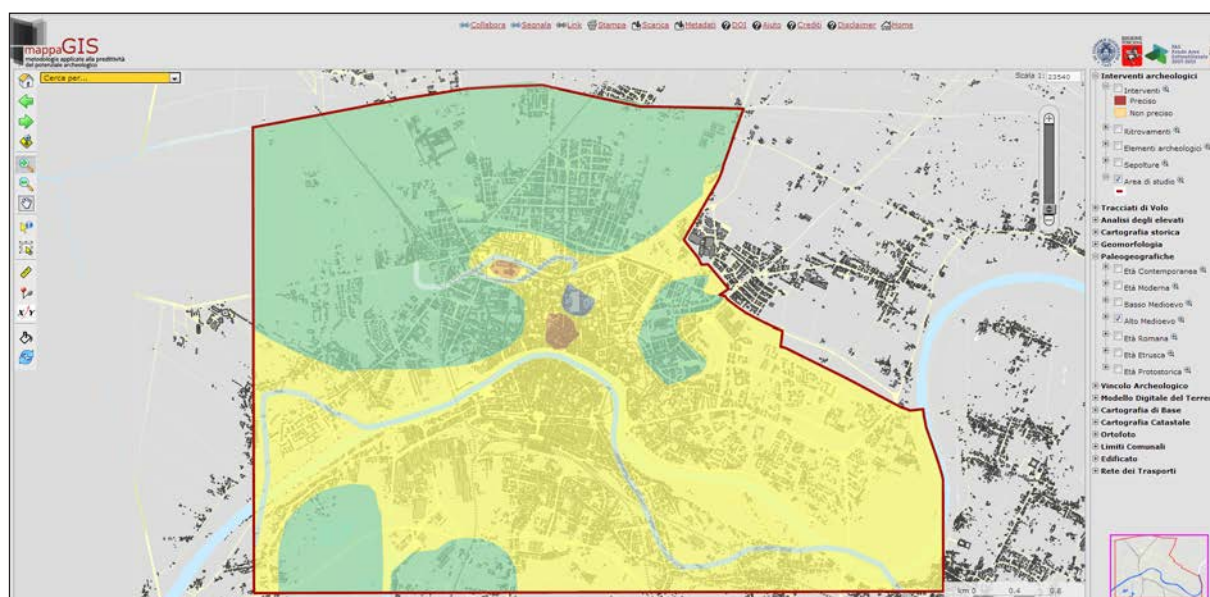 Collabora Segnala Link Stampa Scarica Metadati DOI Aiuto Crediti Disclaimer Home
mappaGIS
metodologie applicate alla predittività
del potenziale archeologico
Cerca per...
Scala 1: 23540
Interventi archeologici
Interventi
Preciso
Non preciso
Ritrovamenti
Elementi archeologici
Sepolture
Area di studio
Tracciati di Volo
Analisi degli elevati
Cartografia storica
Geomorfologia
Paleogeografiche
Età Contemporanea
Età Moderna
Basso Medioevo
Alto Medioevo
Età Romana
Età Etrusca
Età Protostorica
Vincolo Archeologico
Modello Digitale del Terre
Cartografia di Base
Cartografia Catastale
Ortofoto
Limiti Comunali
Edificato
Rete dei Trasporti
x/y
km 0 0.4 0.8